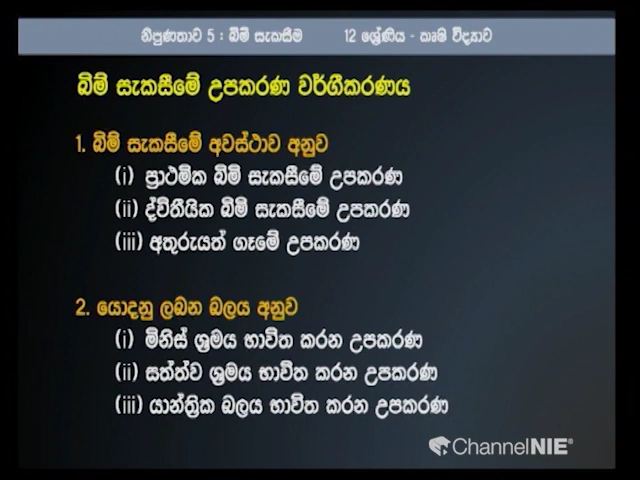 නිපුණතාව 5 : බිම් සැකසීම 12 ශ්‍රේණිය - කෘෂි විද්‍යාව
බිම් සැකසීමේ උපකරණ වර්ගීකරණය
1. බිම් සැකසීමේ අවස්ථාව අනුව
(i) ප්‍රාථමික බිම් සැකසීමේ උපකරණ
(ii) ද්විතීයික බිම් සැකසීමේ උපකරණ
(iii) අතුරුයත් ගෑමේ උපකරණ
2. යොදනු ලබන බලය අනුව
(i) මිනිස් ශ්‍රමය භාවිත කරන උපකරණ
(ii) සත්ත්ව ශ්‍රමය භාවිත කරන උපකරණ
(iii) යාන්ත්‍රික බලය භාවිත කරන උපකරණ
ChannelNIE®